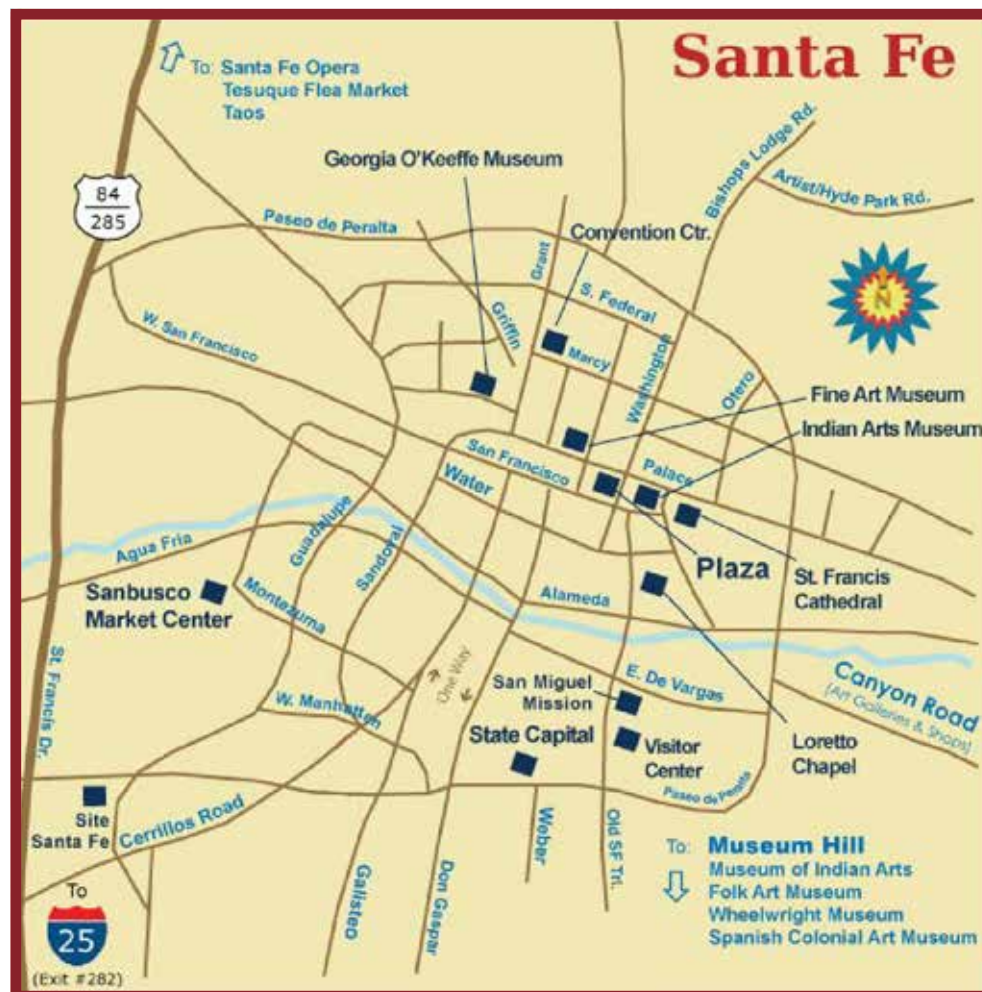 Santa Fe
To: Santa Fe Opera
Tesuque Flea Market
Taos
84
285
Georgia O'Keeffe Museum
Bishops Lodge Rd.
Artist/Hyde Park Rd.
Paseo de Peralta
Convention Ctr.
Grant
N
S. Federal
Griffin
W. San Francisco
Marcy
Washington
Otero
Fine Art Museum
Indian Arts Museum
San Francisco
Palace
Water
Guadalupe
Sandoval
Agua Fria
Plaza
St. Francis
Cathedral
Sanbusco
Market Center
Montezuma
Alameda
Canyon Road
(Art Galleries & Shops)
St. Francis Dr.
One Way
San Miguel
Mission
E. De Vargas
W. Manhatten
State Capital
Visitor
Center
Loretto
Chapel
Paseo de Peralta
Site
Santa Fe
Cerrillos Road
Weber
Old SF Trl.
Galisteo
Don Gaspar
To: Museum Hill
Museum of Indian Arts
Folk Art Museum
Wheelwright Museum
Spanish Colonial Art Museum
To
25
(Exit #282)